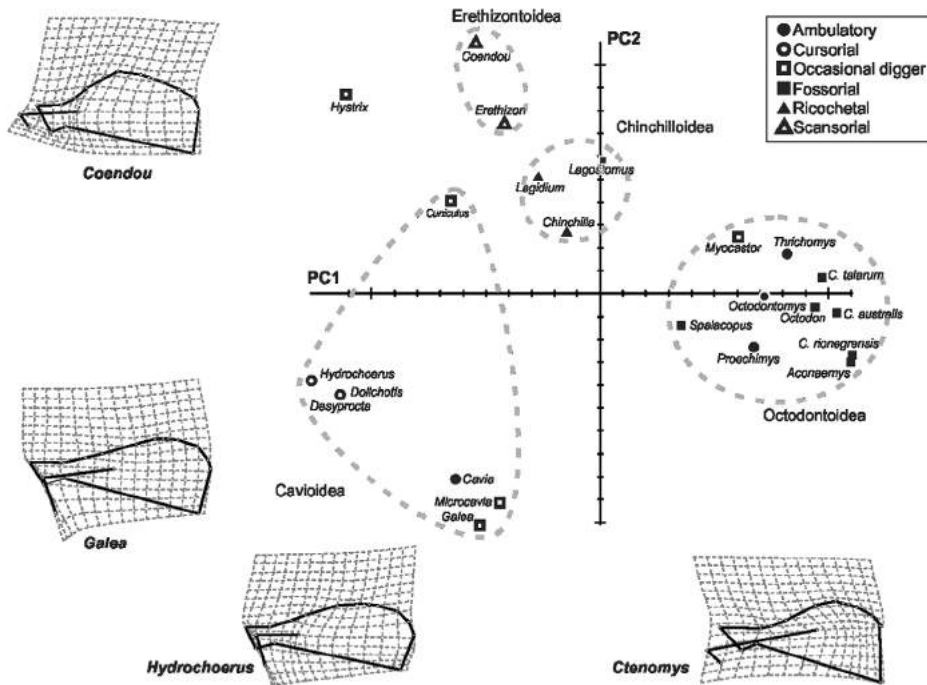 Erethizontoidea
PC2
Coendou
Ambulatory
Cursorial
Occasional digger
Fossorial
Ricochetal
Scansorial
Hystrix
Erethizon
Chinchilloidea
Coendou
Lagostomus
Lagidium
Cuniculus
Chinchilla
Myocastor
Thrichomys
PC1
C. talarum
Octodontomys
Octodon
C. australis
Spalacopus
C. rionegrensis
Proechimys
Aconaemys
Hydrochoerus
Dolichotis
Dasyprocta
Octodontoidea
Cavia
Cavioidea
Microcavia
Galea
Galea
Hydrochoerus
Ctenomys